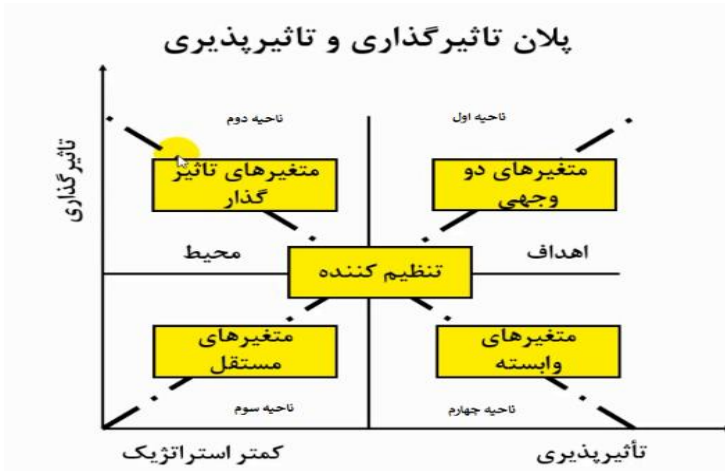 پلان تاثیرگذاری و تاثیرپذیری
تاثیرگذاری
ناحیه اول
ناحیه دوم
متغیرهای دو
وجهی
متغیرهای تاثیر
گذار
اهداف
تنظیم کننده
محیط
متغیرهای
وابسته
متغیرهای
مستقل
ناحیه چهارم
ناحیه سوم
تأثیرپذیری
کمتر استراتژیک